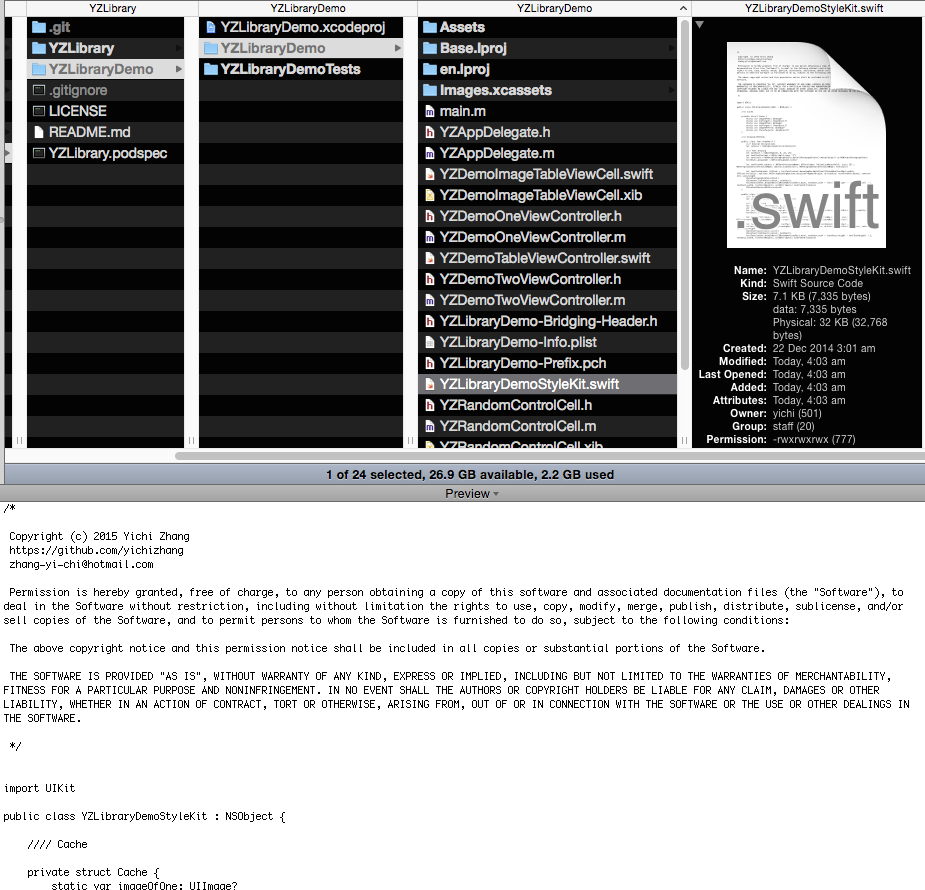 YZLibrary
YZLibraryDemo
YZLibraryDemo
YZLibraryDemoStyleKit.swift
.git
YZLibrary
YZLibraryDemo
.gitignore
LICENSE
README.md
YZLibrary.podspec
YZLibraryDemo.xcodeproj
YZLibraryDemo
YZLibraryDemoTests
Assets
Base.lproj
en.lproj
Images.xcassets
main.m
YZAppDelegate.h
YZAppDelegate.m
YZDemoImageTableViewCell.swift
YZDemoImageTableViewCell.xib
YZDemoOneViewController.h
YZDemoOneViewController.m
YZDemoTableViewController.swift
YZDemoTwoViewController.h
YZDemoTwoViewController.m
YZLibraryDemo-Bridging-Header.h
YZLibraryDemo-Info.plist
YZLibraryDemo-Prefix.pch
YZLibraryDemoStyleKit.swift
YZRandomControlCell.h
YZRandomControlCell.m
YZRandomControlCell.xib
.swift
Name: YZLibraryDemoStyleKit.swift
Kind: Swift Source Code
Size: 7.1 KB (7,335 bytes)
data: 7,335 bytes
Physical: 32 KB (32,768
bytes)
Created: 22 Dec 2014 3:01 am
Modified: Today, 4:03 am
Last Opened: Today, 4:03 am
Added: Today, 4:03 am
Attributes: Today, 4:03 am
Owner: yichi (501)
Group: staff (20)
Permission: -rwxrwxrwx (777)
1 of 24 selected, 26.9 GB available, 2.2 GB used
Preview
/*
Copyright (c) 2015 Yichi Zhang
https://github.com/yichizhang
zhang-yi-chi@hotmail.com
Permission is hereby granted, free of charge, to any person obtaining a copy of this software and associated documentation files (the "Software"), to
deal in the Software without restriction, including without limitation the rights to use, copy, modify, merge, publish, distribute, sublicense, and/or
sell copies of the Software, and to permit persons to whom the Software is furnished to do so, subject to the following conditions:
The above copyright notice and this permission notice shall be included in all copies or substantial portions of the Software.
THE SOFTWARE IS PROVIDED "AS IS", WITHOUT WARRANTY OF ANY KIND, EXPRESS OR IMPLIED, INCLUDING BUT NOT LIMITED TO THE WARRANTIES OF MERCHANTABILITY,
FITNESS FOR A PARTICULAR PURPOSE AND NONINFRINGEMENT. IN NO EVENT SHALL THE AUTHORS OR COPYRIGHT HOLDERS BE LIABLE FOR ANY CLAIM, DAMAGES OR OTHER
LIABILITY, WHETHER IN AN ACTION OF CONTRACT, TORT OR OTHERWISE, ARISING FROM, OUT OF OR IN CONNECTION WITH THE SOFTWARE OR THE USE OR OTHER DEALINGS IN
THE SOFTWARE.
*/
import UIKit
public class YZLibraryDemoStyleKit : NSObject {
//// Cache
private struct Cache {
static var imageOfOne: UIImage?